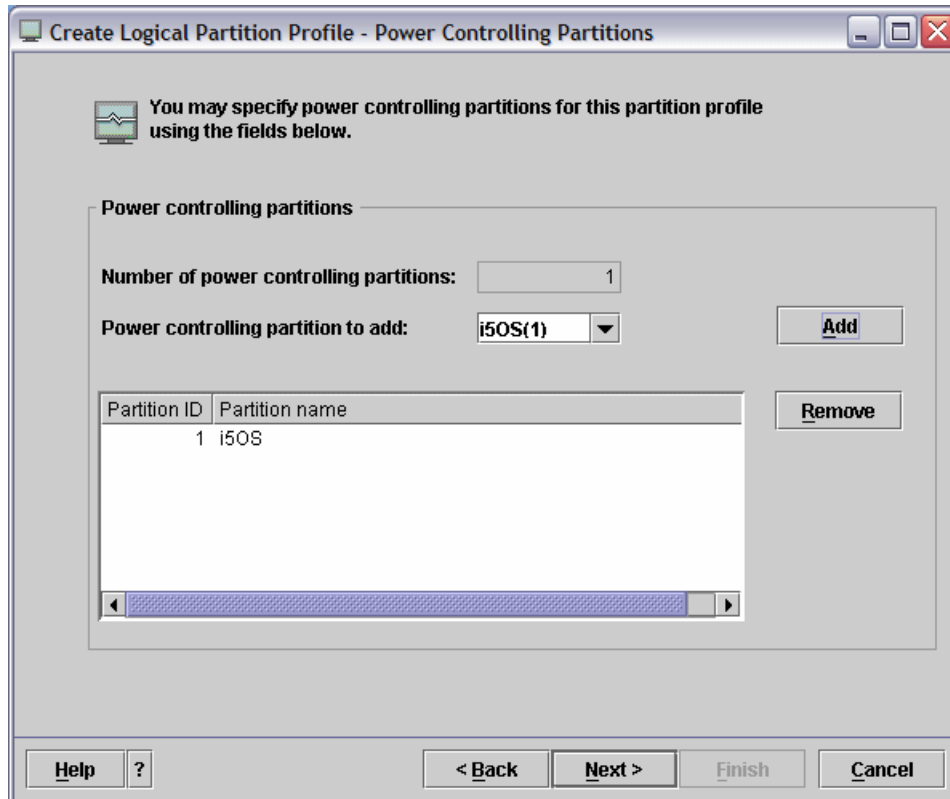 Create Logical Partition Profile - Power Controlling Partitions
You may specify power controlling partitions for this partition profile
using the fields below.
Power controlling partitions
Number of power controlling partitions: 1
Power controlling partition to add: i5OS(1) Add
Partition ID Partition name Remove
1 i5OS
Help ? < Back Next > Finish Cancel